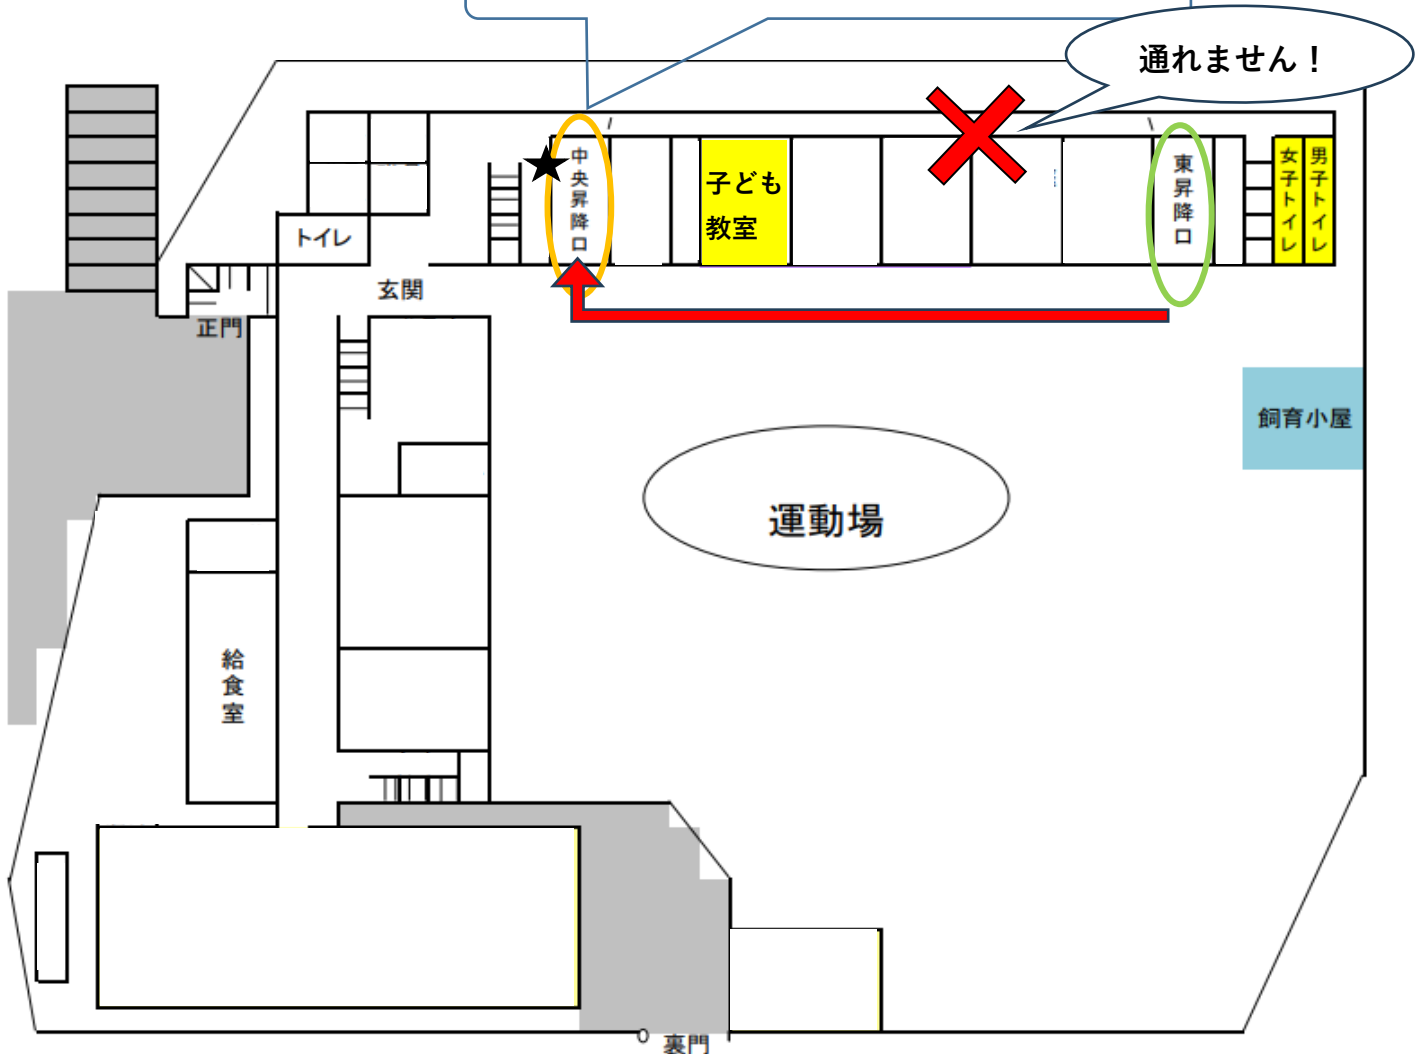 通れません！
中央昇降口
子ども
教室
東昇降口
女子トイレ
男子トイレ
トイレ
玄関
正門
飼育小屋
運動場
給食室
裏門